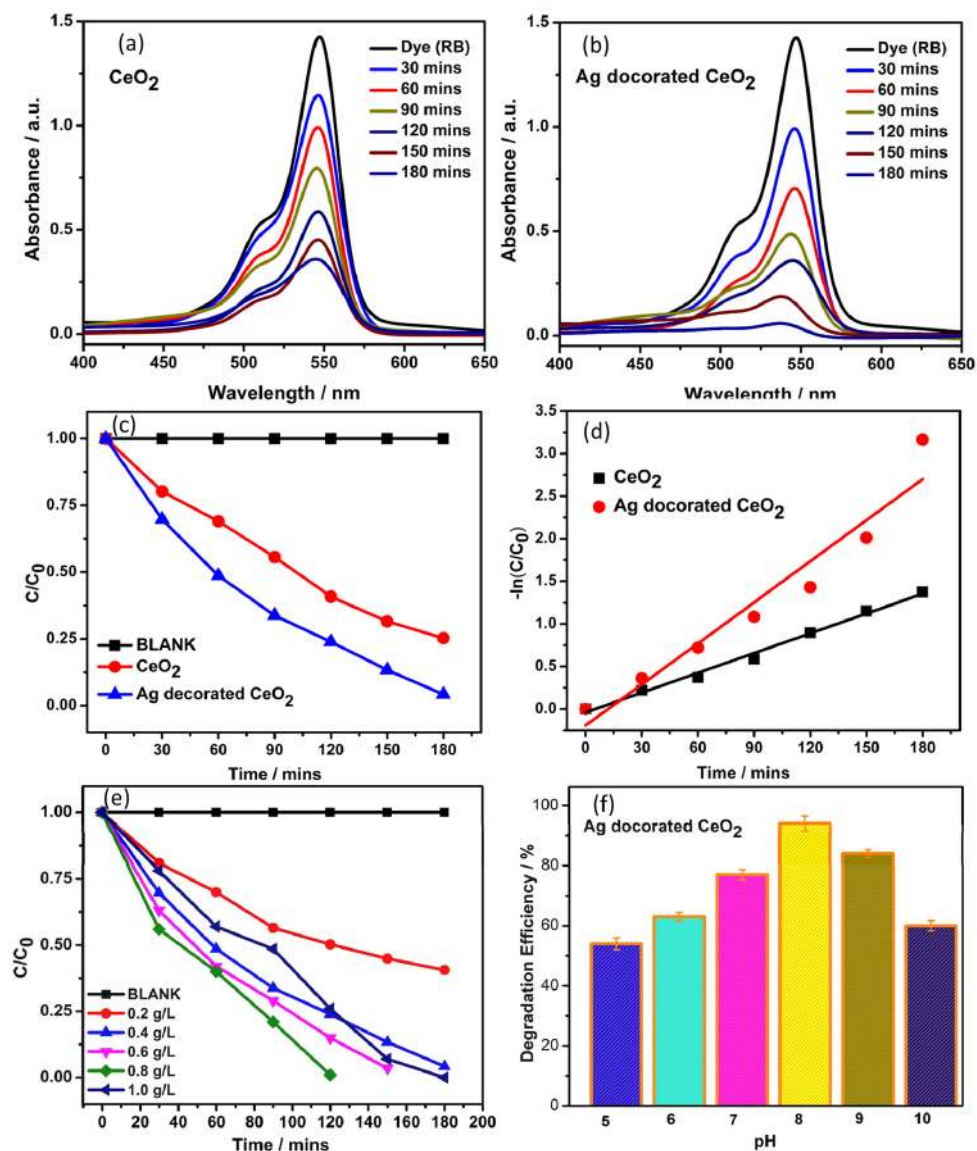 (a)
CeO2
Dye (RB)
30 mins
60 mins
90 mins
120 mins
150 mins
180 mins
1.5
1.0
0.5
0.0
Absorbance / a.u.
400 450 500 550 600 650
Wavelength / nm
(b)
Ag docorated CeO2
Dye (RB)
30 mins
60 mins
90 mins
120 mins
150 mins
180 mins
1.5
1.0
0.5
0.0
Absorbance / a.u.
400 450 500 550 600 650
Wavelength / nm
(c)
1.00
0.75
0.50
0.25
0.00
C/C0
BLANK
CeO2
Ag decorated CeO2
0 30 60 90 120 150 180
Time / mins
(d)
CeO2
Ag docorated CeO2
3.5
3.0
2.5
2.0
1.5
1.0
0.5
0.0
-ln(C/C0)
0 30 60 90 120 150 180
Time / mins
(e)
1.00
0.75
0.50
0.25
0.00
C/C0
BLANK
0.2 g/L
0.4 g/L
0.6 g/L
0.8 g/L
1.0 g/L
0 20 40 60 80 100 120 140 160 180 200
Time / mins
(f)
Ag docorated CeO2
100
80
60
40
20
0
Degradation Efficiency / %
5 6 7 8 9 10
pH